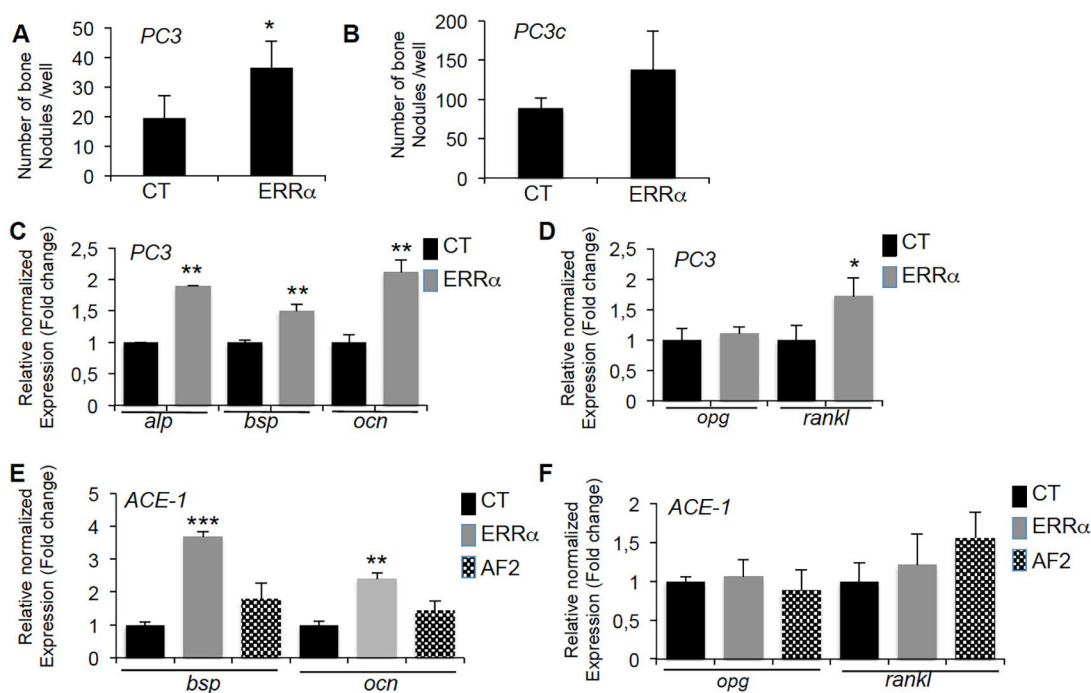 A
PC3
*
Number of bone
Nodules /well
50
40
30
20
10
0
CT
ERRα
B
PC3c
Number of bone
Nodules /well
200
150
100
50
0
CT
ERRα
C
PC3
Relative normalized
Expression (Fold change)
2,5
2
1,5
1
0,5
0
**
**
**
alp
bsp
ocn
CT
ERRα
D
PC3
Relative normalized
Expression (Fold change)
2,5
2
1,5
1
0,5
0
*
opg
rankl
CT
ERRα
E
ACE-1
Relative normalized
Expression (Fold change)
5
4
3
2
1
0
***
**
bsp
ocn
CT
ERRα
AF2
F
ACE-1
Relative normalized
Expression (Fold change)
2
1,5
1
0,5
0
opg
rankl
CT
ERRα
AF2